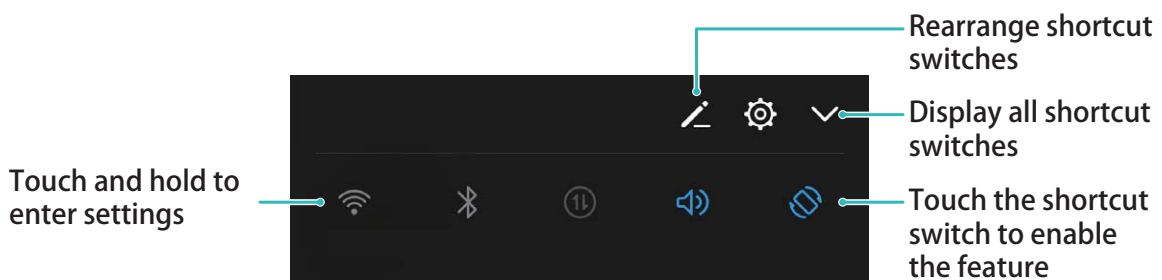 Rearrange shortcut
switches
Display all shortcut
switches
Touch and hold to
enter settings
Touch the shortcut
switch to enable
the feature